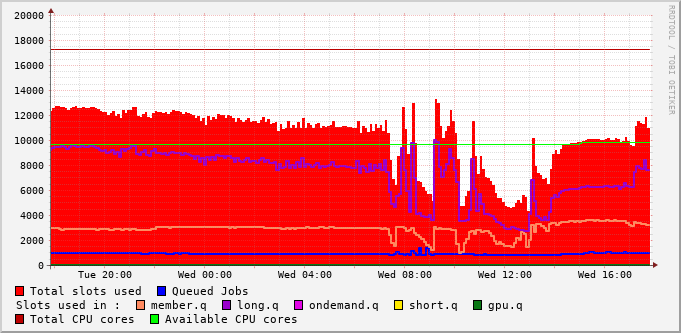 RRDTOOL / TOBI OETIKER
20000
18000
16000
14000
12000
10000
8000
6000
4000
2000
0
Tue 20:00 Wed 00:00 Wed 04:00 Wed 08:00 Wed 12:00 Wed 16:00
Total slots used Queued Jobs
Slots used in : member.q long.q ondemand.q short.q gpu.q
Total CPU cores Available CPU cores